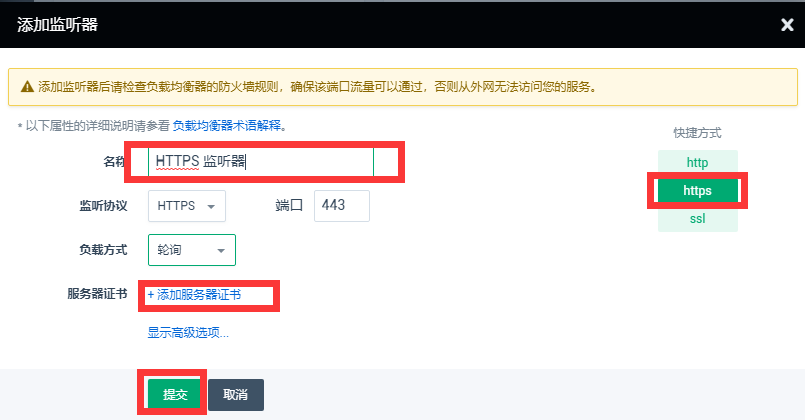 添加监听器
添加监听器后请检查负载均衡器的防火墙规则，确保该端口流量可以通过，否则从外网无法访问您的服务。
* 以下属性的详细说明请参看 负载均衡器术语解释。
快捷方式
名称 HTTPS 监听器
http
监听协议 HTTPS 端口 443
https
ssl
负载方式 轮询
服务器证书 + 添加服务器证书
显示高级选项...
提交 取消